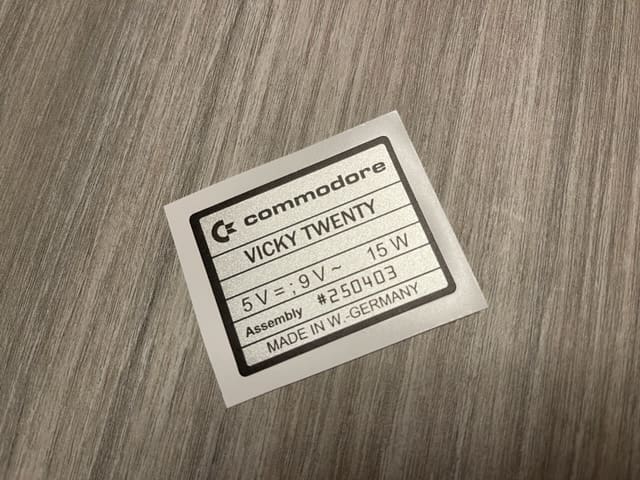 commodore
VICKY TWENTY
5 V = ; 9 V ~ 15 W
Assembly #250403
MADE IN W.-GERMANY